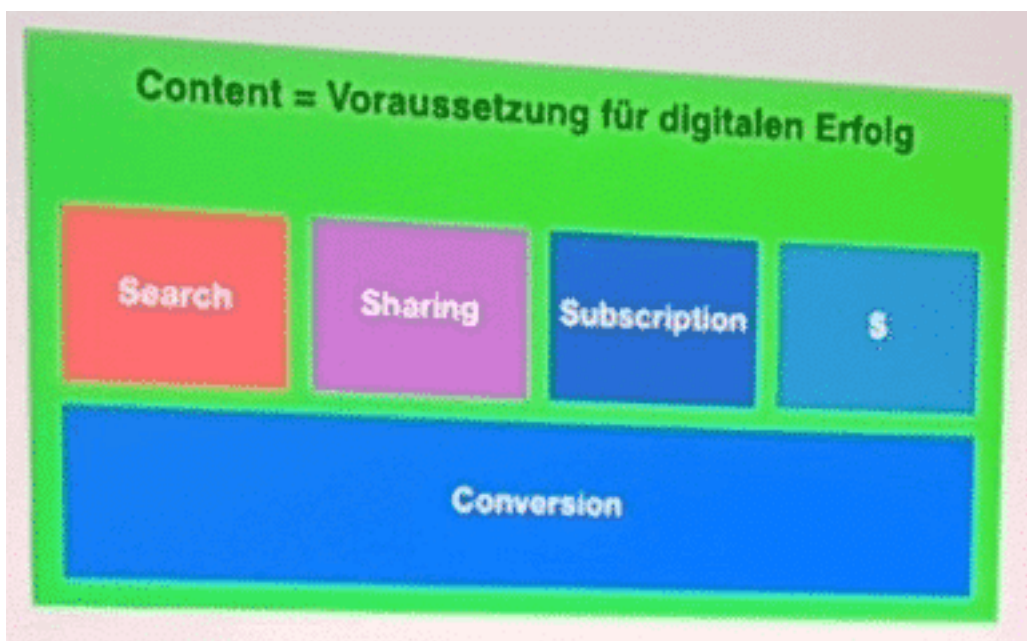 Content = Voraussetzung für digitalen Erfolg
Search
Sharing
Subscription
Conversion